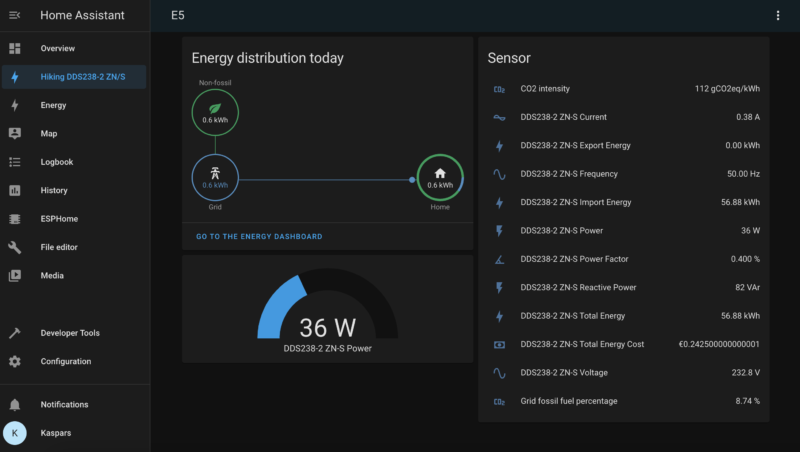 Home Assistant
Overview
Hiking DDS238-2 ZN/S
Energy
Map
Logbook
History
ESPHome
File editor
Media
Developer Tools
Configuration
Notifications
K
Kaspars
E5
Energy distribution today
Non-fossil
0.6 kWh
0.6 kWh
0.6 kWh
Grid
Home
GO TO THE ENERGY DASHBOARD
36 W
DDS238-2 ZN-S Power
Sensor
CO2 intensity 112 gCO2eq/kWh
DDS238-2 ZN-S Current 0.38 A
DDS238-2 ZN-S Export Energy 0.00 kWh
DDS238-2 ZN-S Frequency 50.00 Hz
DDS238-2 ZN-S Import Energy 56.88 kWh
DDS238-2 ZN-S Power 36 W
DDS238-2 ZN-S Power Factor 0.400 %
DDS238-2 ZN-S Reactive Power 82 VAr
DDS238-2 ZN-S Total Energy 56.88 kWh
DDS238-2 ZN-S Total Energy Cost €0.242500000000001
DDS238-2 ZN-S Voltage 232.8 V
CO2 Grid fossil fuel percentage 8.74 %